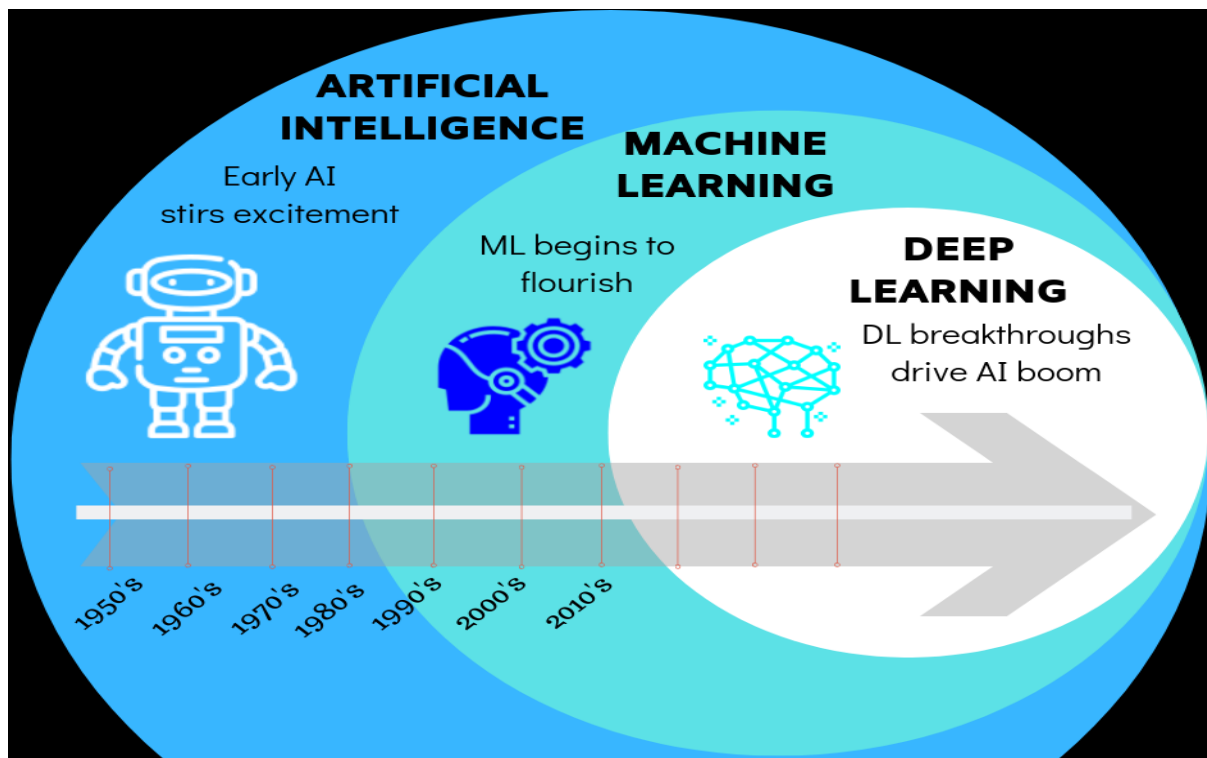 ARTIFICIAL
INTELLIGENCE
Early AI
stirs excitement
MACHINE
LEARNING
ML begins to
flourish
DEEP
LEARNING
DL breakthroughs
drive AI boom
1950's
1960's
1970's
1980's
1990's
2000's
2010's